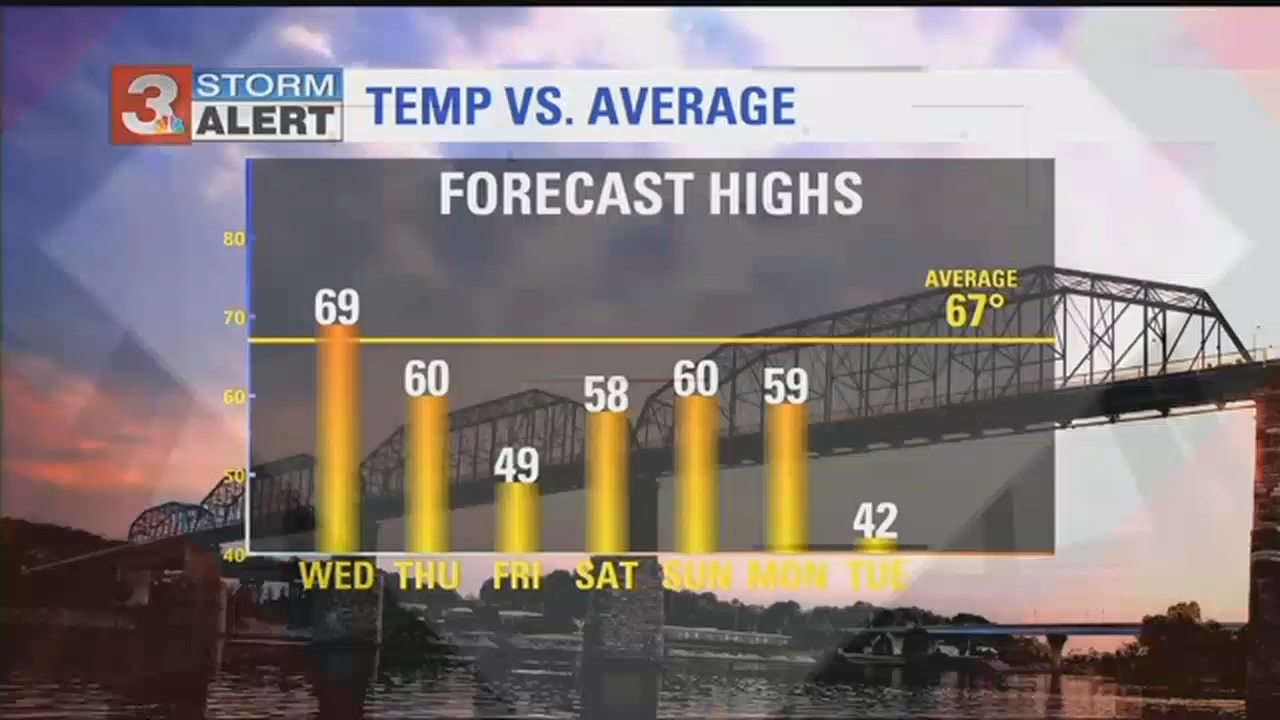 3 STORM ALERT
TEMP VS. AVERAGE
FORECAST HIGHS
80
70
60
50
40
AVERAGE
67°
69
60
49
58
60
59
42
WED THU FRI SAT SUN MON TUE